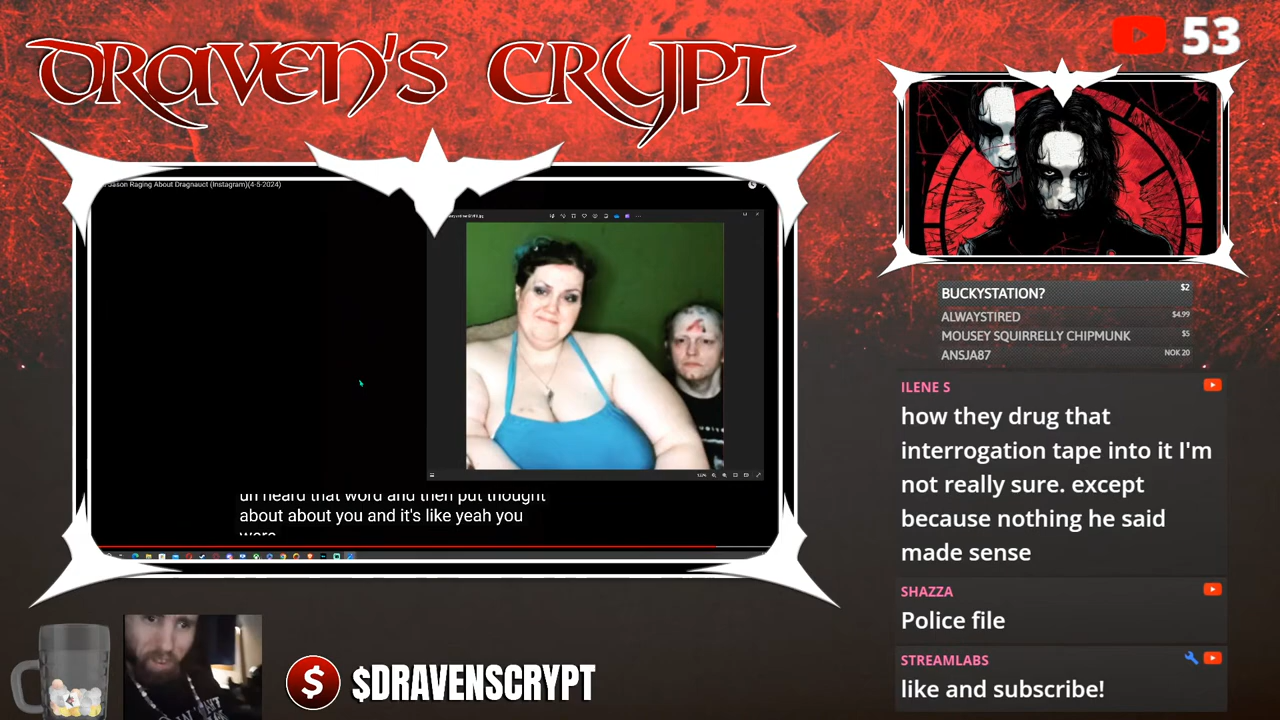 DRAVEN'S CRYPT
53
Jason Raging About Dragnauct (Instagram)(4-5-2024)
uh heard that word and then put thought
about about you and it's like yeah you
BUCKYSTATION? $2
ALWAYSTIRED $4.99
MOUSEY SQUIRRELLY CHIPMUNK $5
ANSJA87 NOK 20
ILENE S
how they drug that
interrogation tape into it I'm
not really sure. except
because nothing he said
made sense
SHAZZA
Police file
STREAMLABS
like and subscribe!
$ $DRAVENSCRYPT